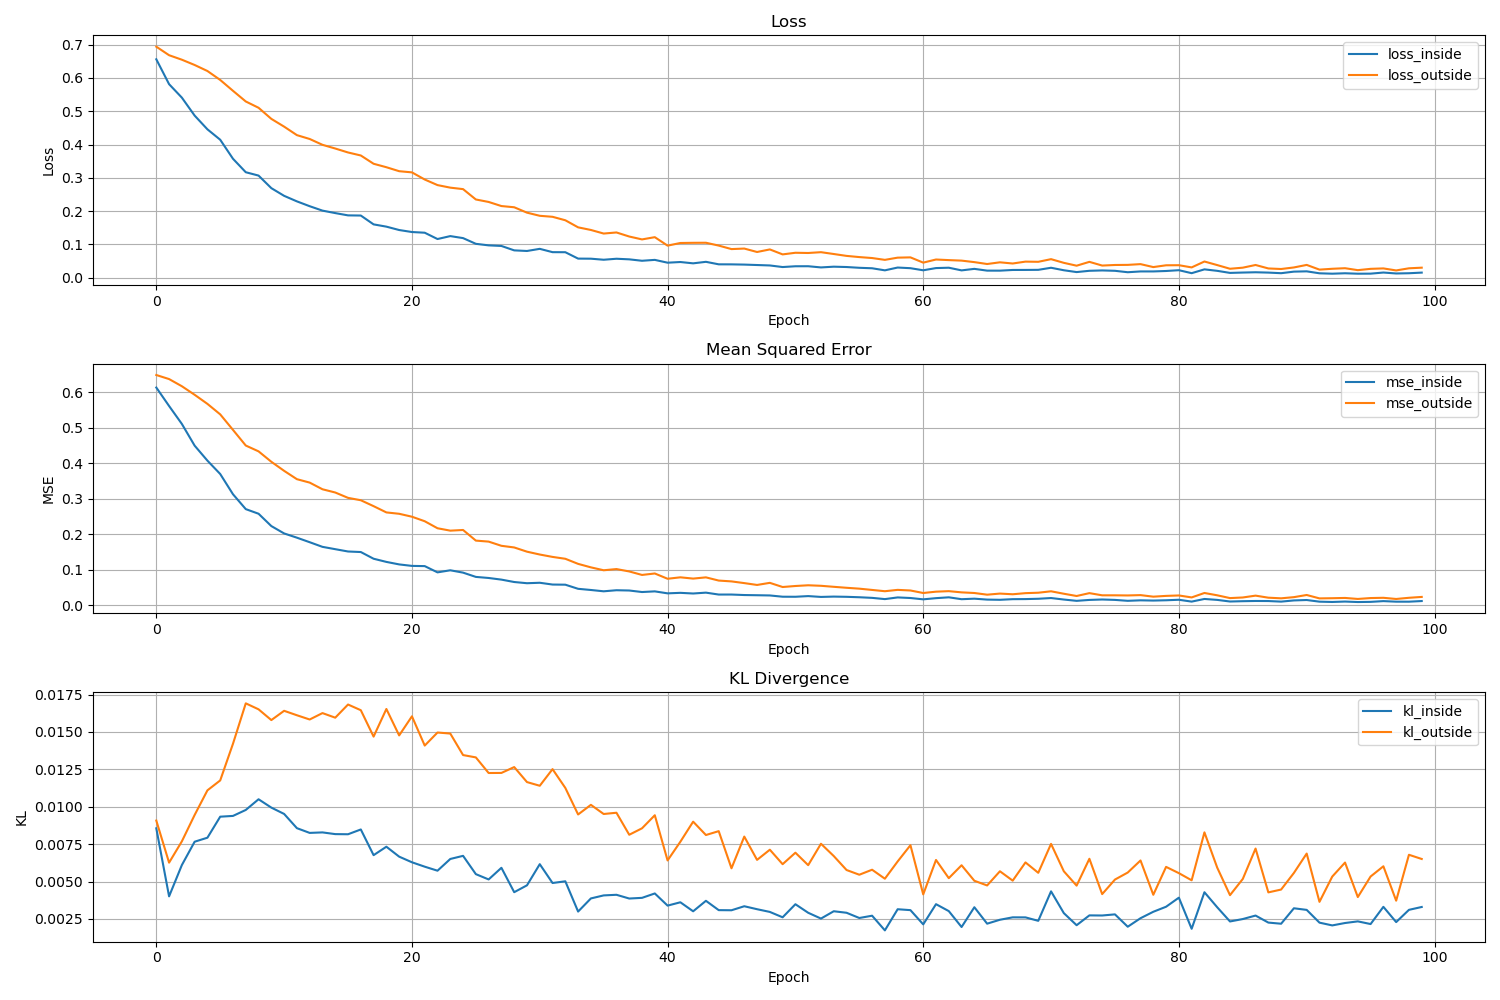 Loss
0.7
0.6
0.5
0.4
0.3
0.2
0.1
0.0
Loss
loss_inside
loss_outside
0 20 40 60 80 100
Epoch
Mean Squared Error
0.6
0.5
0.4
0.3
0.2
0.1
0.0
MSE
mse_inside
mse_outside
0 20 40 60 80 100
Epoch
KL Divergence
0.0175
0.0150
0.0125
0.0100
0.0075
0.0050
0.0025
KL
kl_inside
kl_outside
0 20 40 60 80 100
Epoch